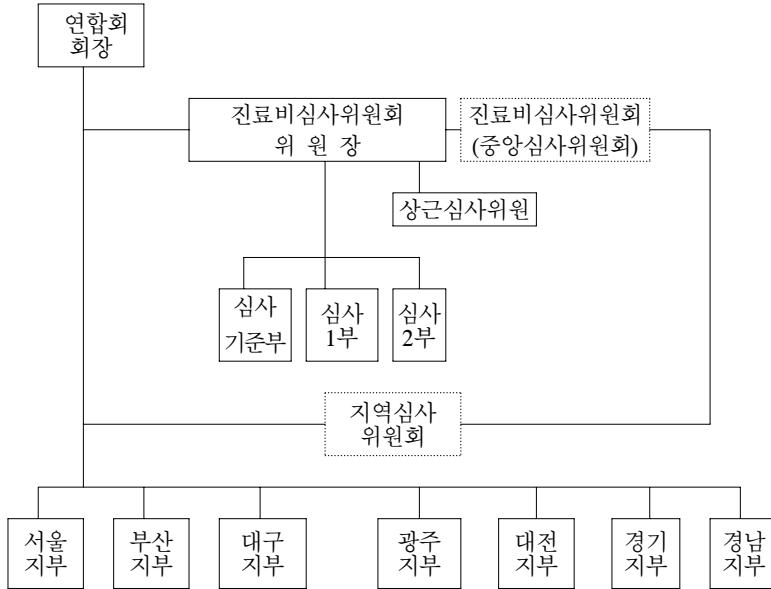 연합회
회장
진료비심사위원회
위 원 장
진료비심사위원회
(중앙심사위원회)
상근심사위원
심사
기준부
심사
1부
심사
2부
지역심사
위원회
서울
지부
부산
지부
대구
지부
광주
지부
대전
지부
경기
지부
경남
지부